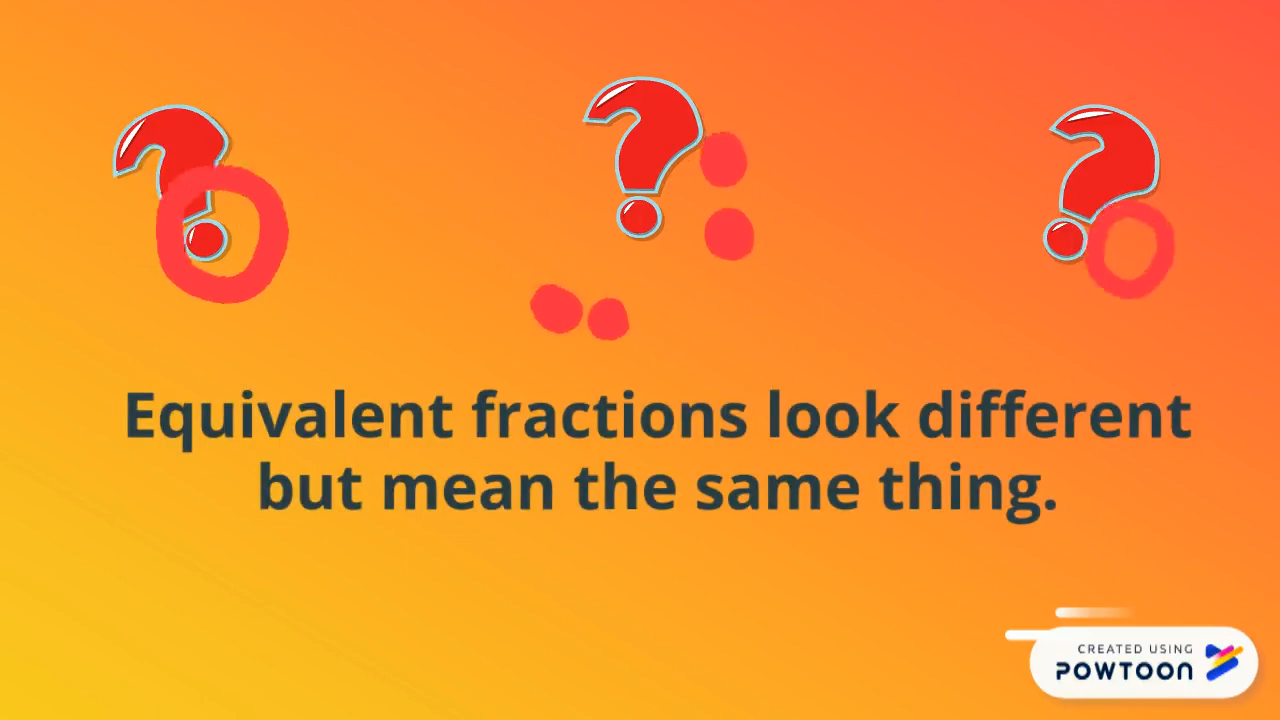 ? ? ?
Equivalent fractions look different
but mean the same thing.
CREATED USING
POWTOON